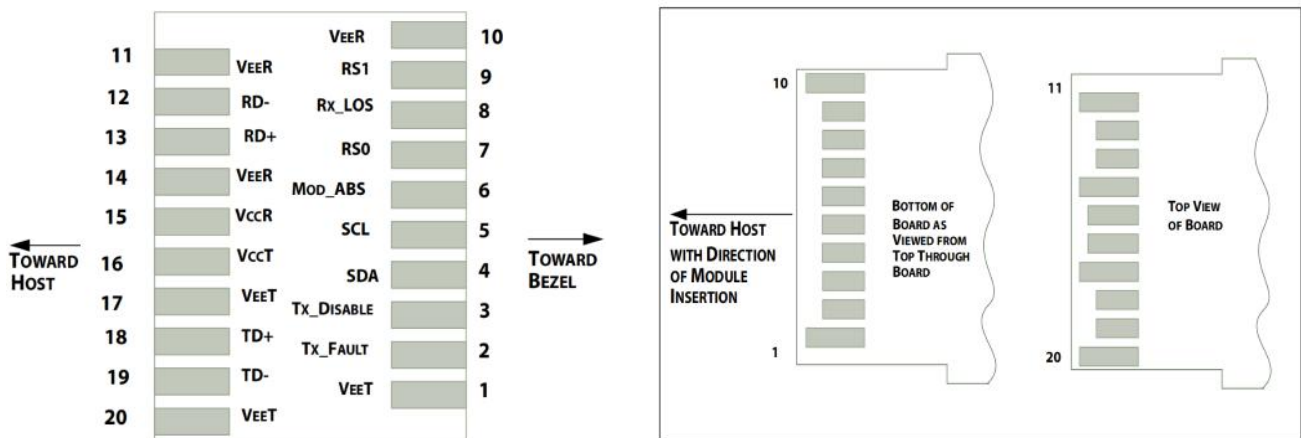 VEER 10
11 VEER
RS1 9
12 RD-
RX_LOS 8
13 RD+
RS0 7
14 VEER
MOD_ABS 6
15 VCCR
SCL 5
16 VCCT
SDA 4
17 VEET
TX_DISABLE 3
18 TD+
TX_FAULT 2
19 TD-
VEET 1
20 VEET
TOWARD
HOST
TOWARD
BEZEL
10
1
TOWARD HOST
WITH DIRECTION
OF MODULE
INSERTION
BOTTOM OF
BOARD AS
VIEWED FROM
TOP THROUGH
BOARD
11
20
TOP VIEW
OF BOARD